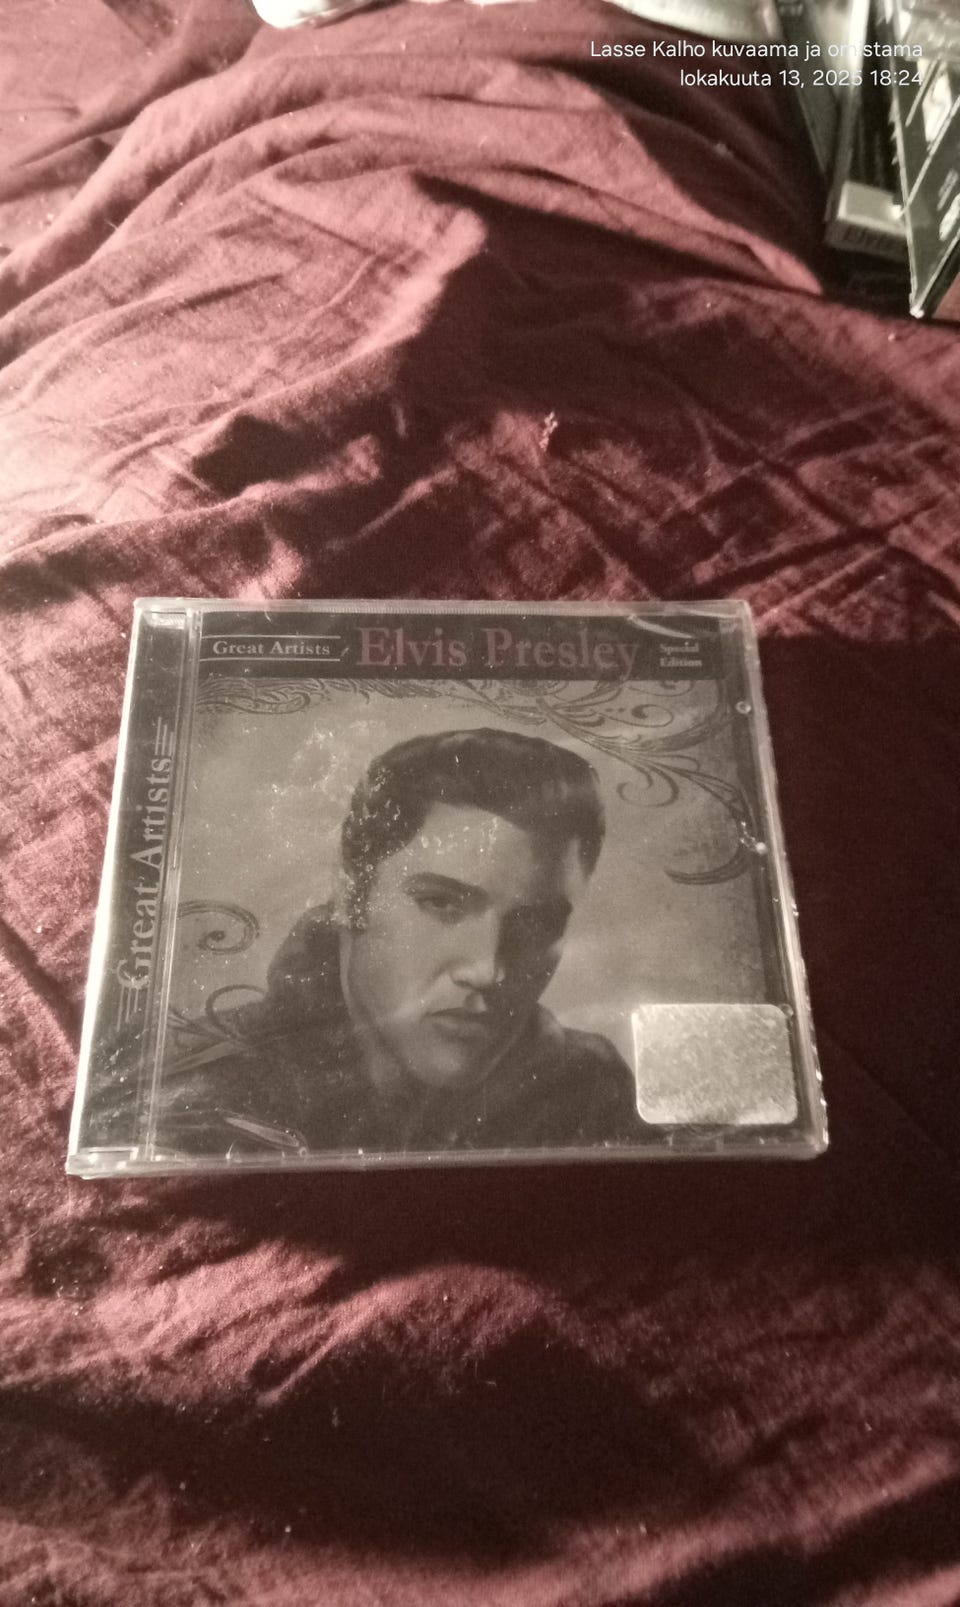 Lasse Kalho kuvaama ja omistama
lokakuuta 13, 2025 18:24
Great Artists
Elvis Presley
Special
Edition
Great Artists